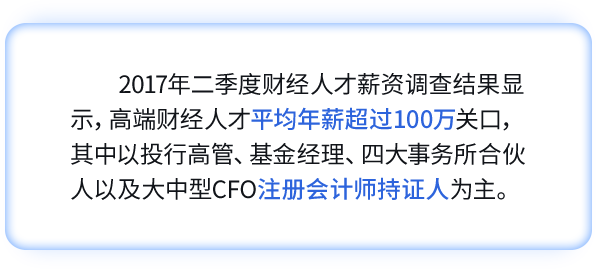 2017年二季度财经人才薪资调查结果显
示，高端财经人才平均年薪超过100万关口，
其中以投行高管、基金经理、四大事务所合伙
人以及大中型CFO注册会计师持证人为主。